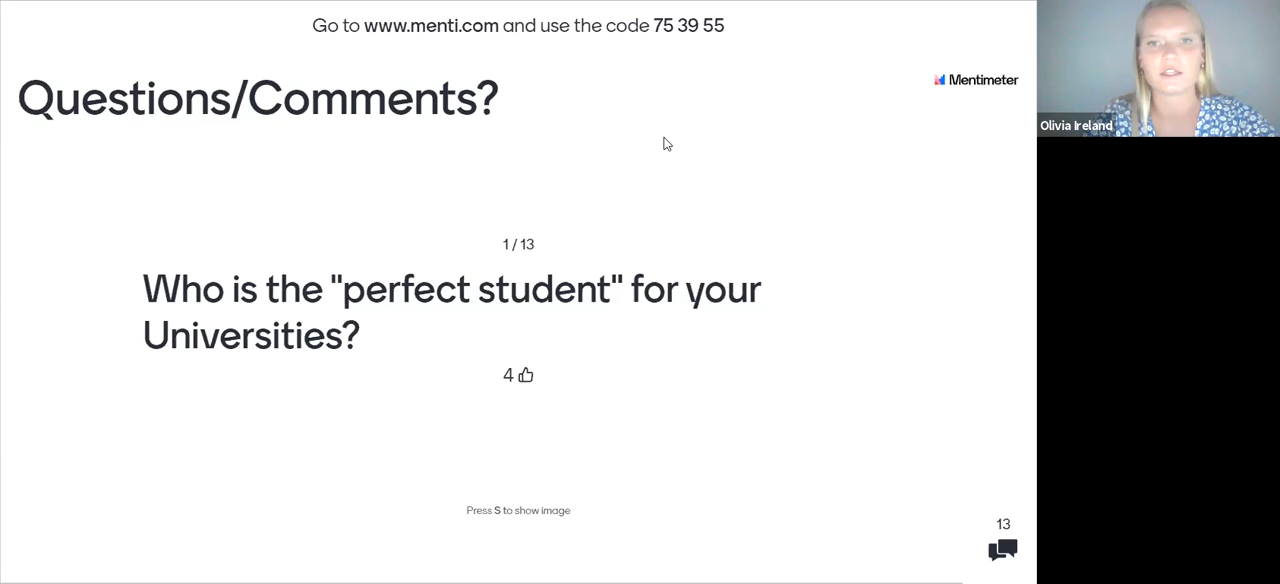 Go to www.menti.com and use the code 75 39 55
Questions/Comments?
Mentimeter
Olivia Ireland
1 / 13
Who is the "perfect student" for your
Universities?
4
Press S to show image
13